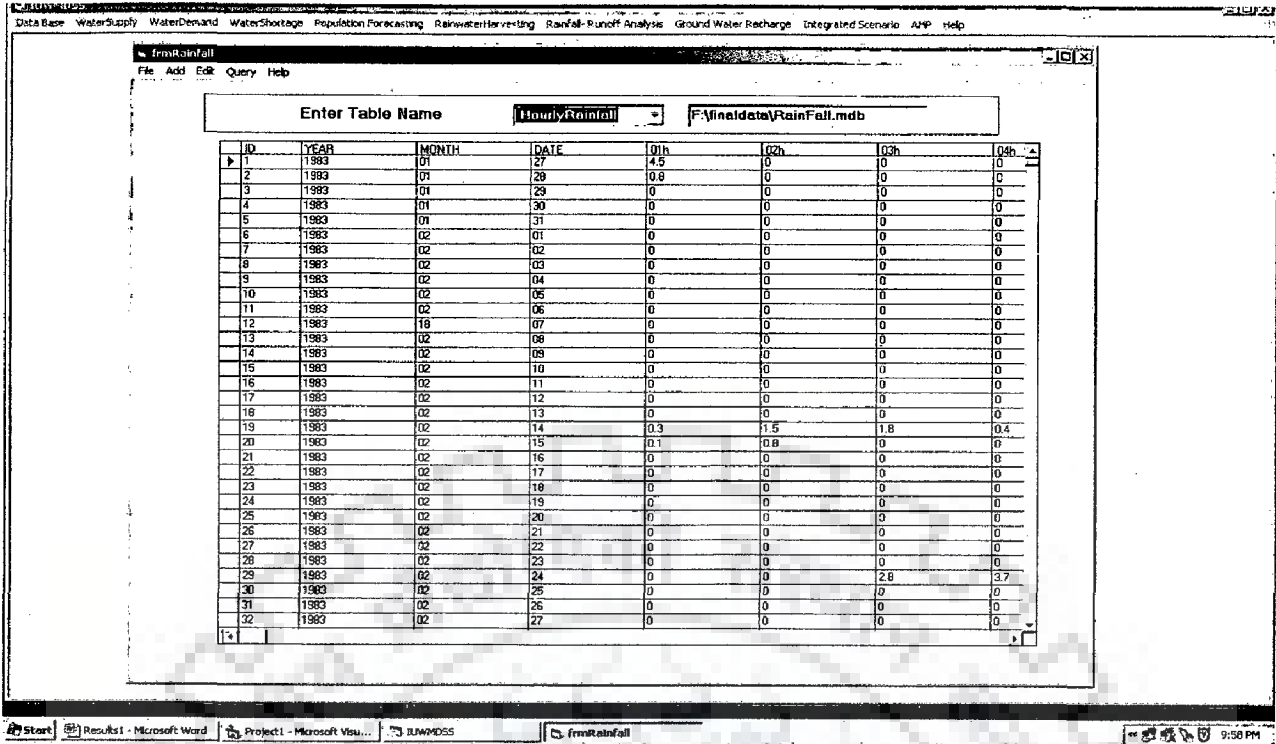 Data Base WaterSupply WaterDemand WaterShortage Population Forecasting RainwaterHarvesting Rainfall-Runoff Analysis Ground Water Recharge Integrated Scenario AHP Help
frmRainfall
File Add Edit Query Help
Enter Table Name HourlyRainfall F:\finaldata\RainFall.mdb
ID YEAR MONTH DATE 01h 02h 03h 04h
1 1983 01 27 4.5 0 0 0
2 1983 01 28 0.8 0 0 0
3 1983 01 29 0 0 0 0
4 1983 01 30 0 0 0 0
5 1983 01 31 0 0 0 0
6 1983 02 01 0 0 0 0
7 1983 02 02 0 0 0 0
8 1983 02 03 0 0 0 0
9 1983 02 04 0 0 0 0
10 1983 02 05 0 0 0 0
11 1983 02 06 0 0 0 0
12 1983 18 07 0 0 0 0
13 1983 02 08 0 0 0 0
14 1983 02 09 0 0 0 0
15 1983 02 10 0 0 0 0
16 1983 02 11 0 0 0 0
17 1983 02 12 0 0 0 0
18 1983 02 13 0 0 0 0
19 1983 02 14 0.3 1.5 1.8 0.4
20 1983 02 15 0.1 0.8 0 0
21 1983 02 16 0 0 0 0
22 1983 02 17 0 0 0 0
23 1983 02 18 0 0 0 0
24 1983 02 19 0 0 0 0
25 1983 02 20 0 0 0 0
26 1983 02 21 0 0 0 0
27 1983 02 22 0 0 0 0
28 1983 02 23 0 0 0 0
29 1983 02 24 0 0 2.8 3.7
30 1983 02 25 0 0 0 0
31 1983 02 26 0 0 0 0
32 1983 02 27 0 0 0 0
Start Results1 - Microsoft Word Project1 - Microsoft Visu... IUWMDSS frmRainfall 9:58 PM